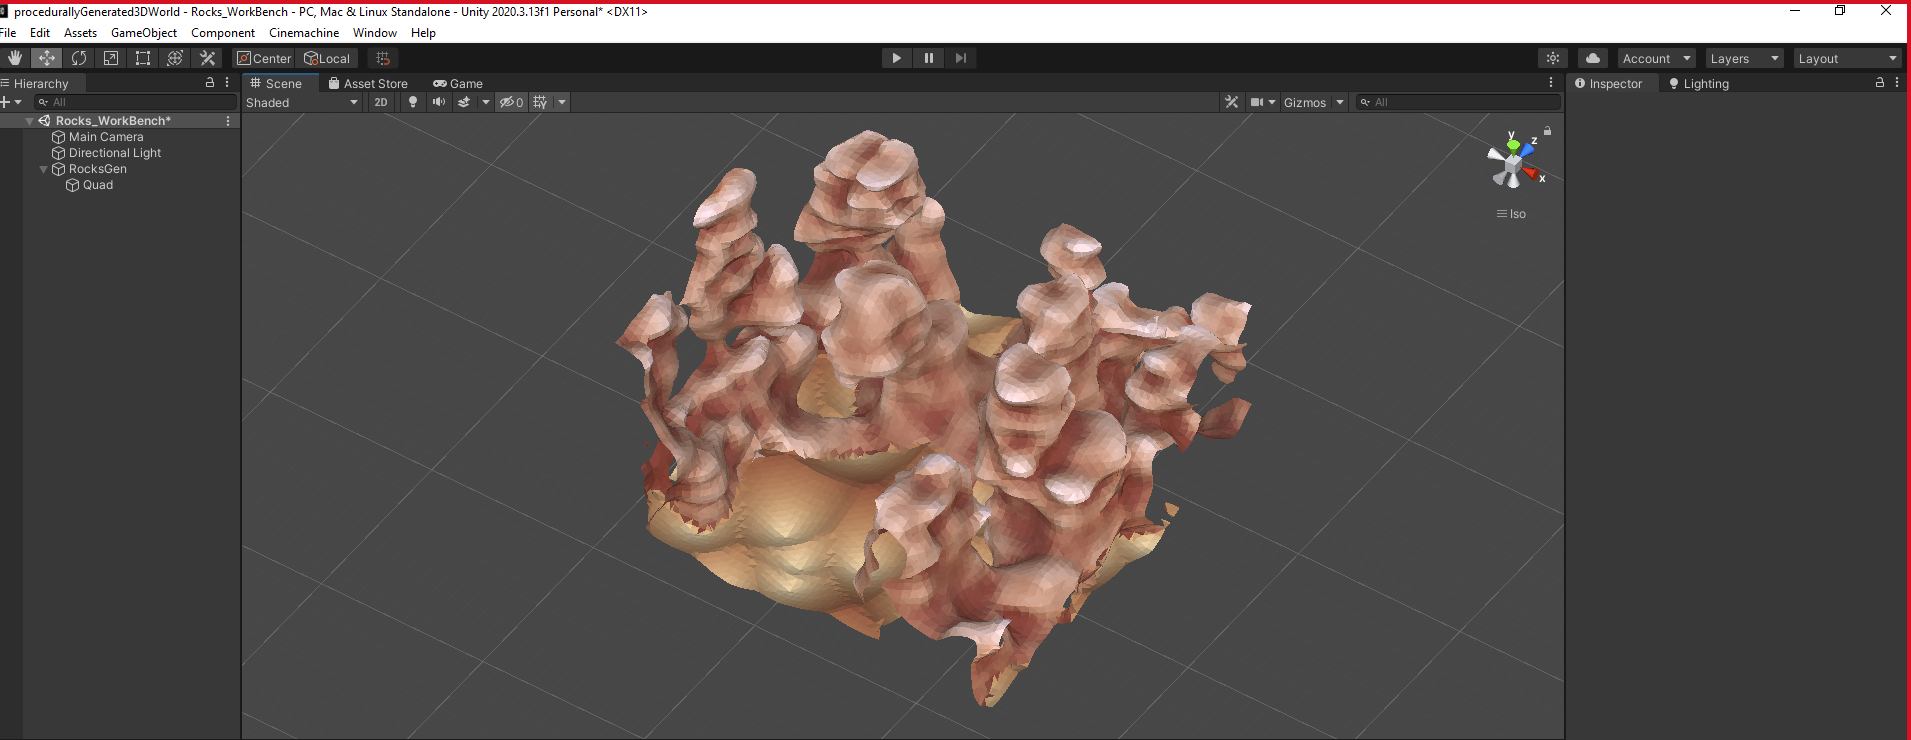 procedurallyGenerated3DWorld - Rocks_WorkBench - PC, Mac & Linux Standalone - Unity 2020.3.13f1 Personal* <DX11>
File Edit Assets GameObject Component Cinemachine Window Help
Center Local Account Layers Layout
Hierarchy Scene Asset Store Game Inspector Lighting
All Shaded 2D 0 Gizmos All
Rocks_WorkBench*
Main Camera
Directional Light
RocksGen
Quad
y
z
x
Iso